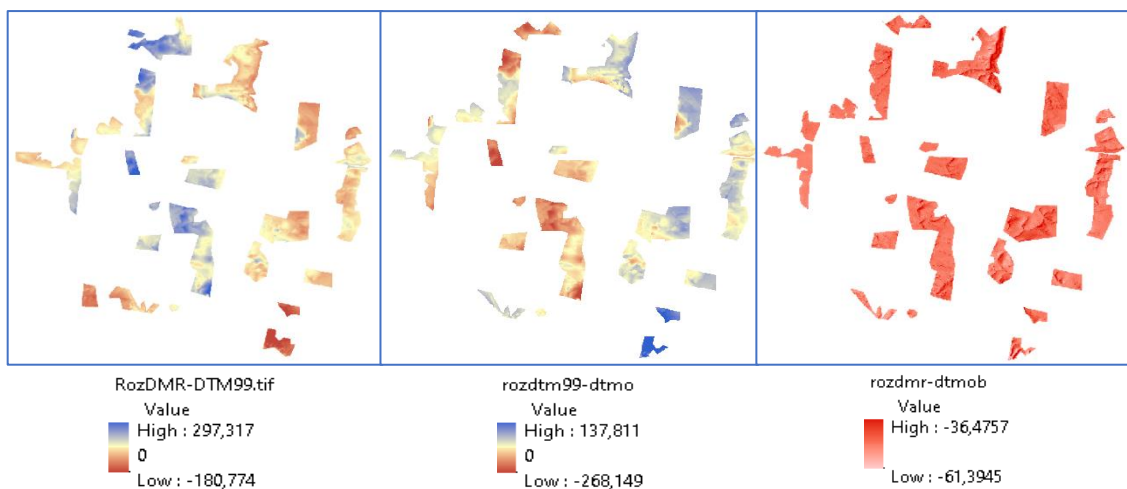 RozDMR-DTM99.tif
Value
High : 297,317
0
Low : -180,774
rozdtm99-dtmo
Value
High : 137,811
0
Low : -268,149
rozdmr-dtmob
Value
High : -36,4757
Low : -61,3945